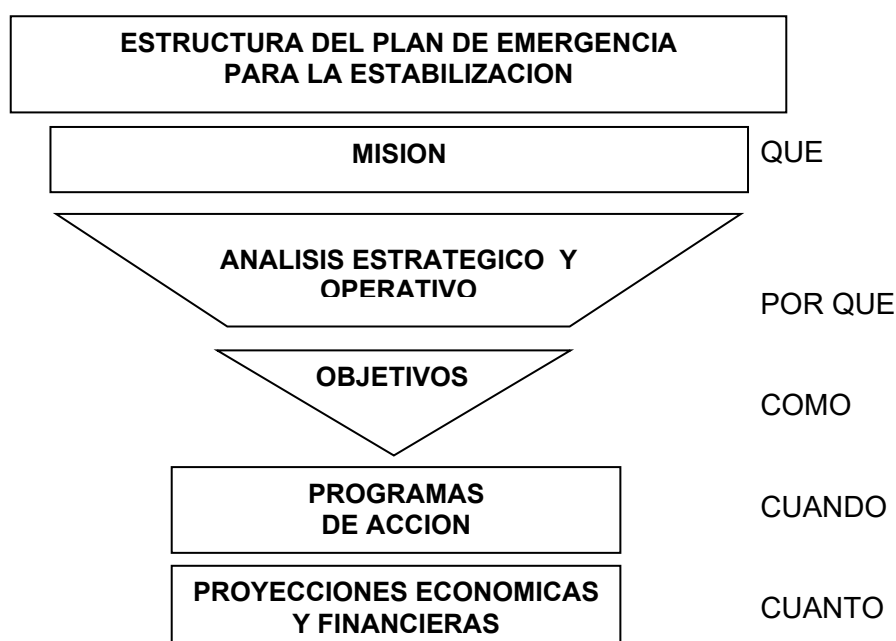 ESTRUCTURA DEL PLAN DE EMERGENCIA
PARA LA ESTABILIZACION
MISION
QUE
ANALISIS ESTRATEGICO Y
OPERATIVO
POR QUE
OBJETIVOS
COMO
PROGRAMAS
DE ACCION
CUANDO
PROYECCIONES ECONOMICAS
Y FINANCIERAS
CUANTO